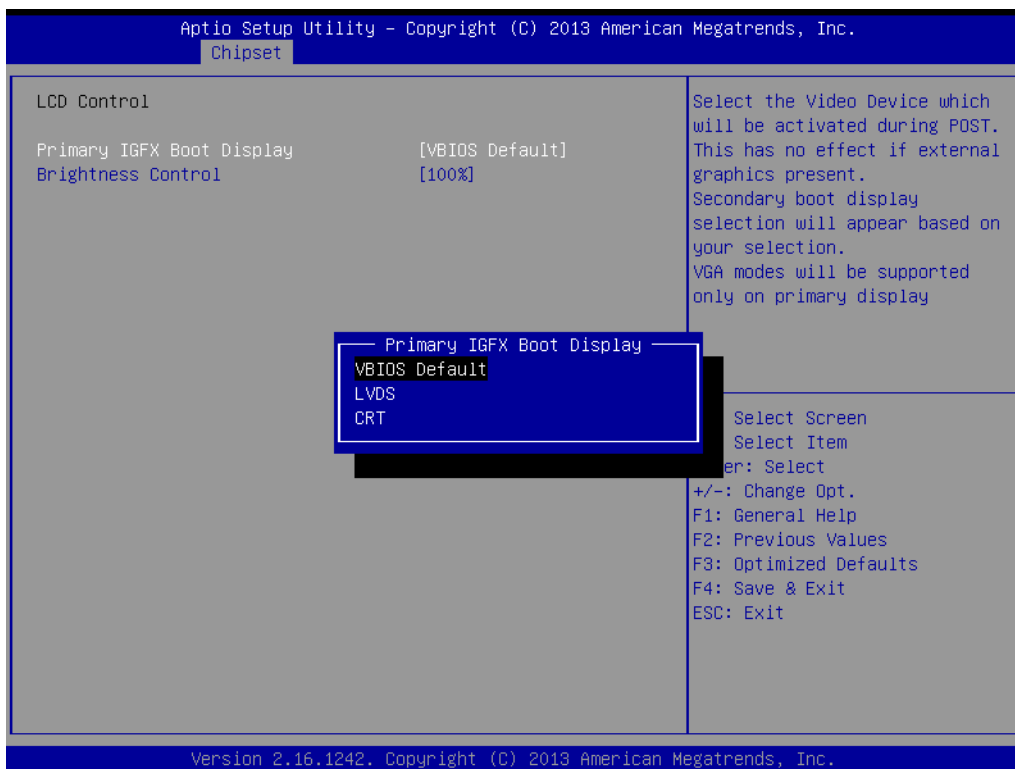 Aptio Setup Utility – Copyright (C) 2013 American Megatrends, Inc.
Chipset
LCD Control
Primary IGFX Boot Display [VBIOS Default]
Brightness Control [100%]
Select the Video Device which
will be activated during POST.
This has no effect if external
graphics present.
Secondary boot display
selection will appear based on
your selection.
VGA modes will be supported
only on primary display
Primary IGFX Boot Display
VBIOS Default
LVDS
CRT
Select Screen
Select Item
er: Select
+/-: Change Opt.
F1: General Help
F2: Previous Values
F3: Optimized Defaults
F4: Save & Exit
ESC: Exit
Version 2.16.1242. Copyright (C) 2013 American Megatrends, Inc.